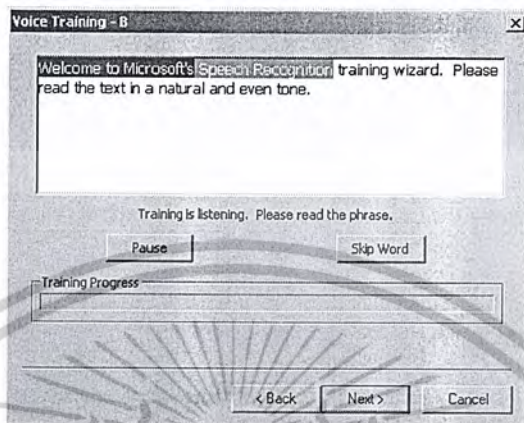 Voice Training - B
Welcome to Microsoft's Speech Recognition training wizard. Please
read the text in a natural and even tone.
Training is listening. Please read the phrase.
Pause
Skip Word
Training Progress
< Back
Next >
Cancel